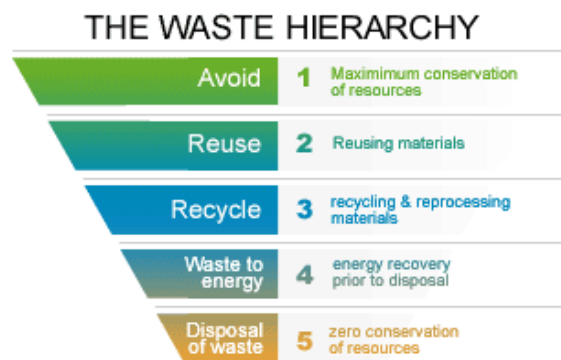 THE WASTE HIERARCHY
Avoid 1 Maximimum conservation
of resources
Reuse 2 Reusing materials
Recycle 3 recycling & reprocessing
materials
Waste to
energy 4 energy recovery
prior to disposal
Disposal
of waste 5 zero conservation
of resources